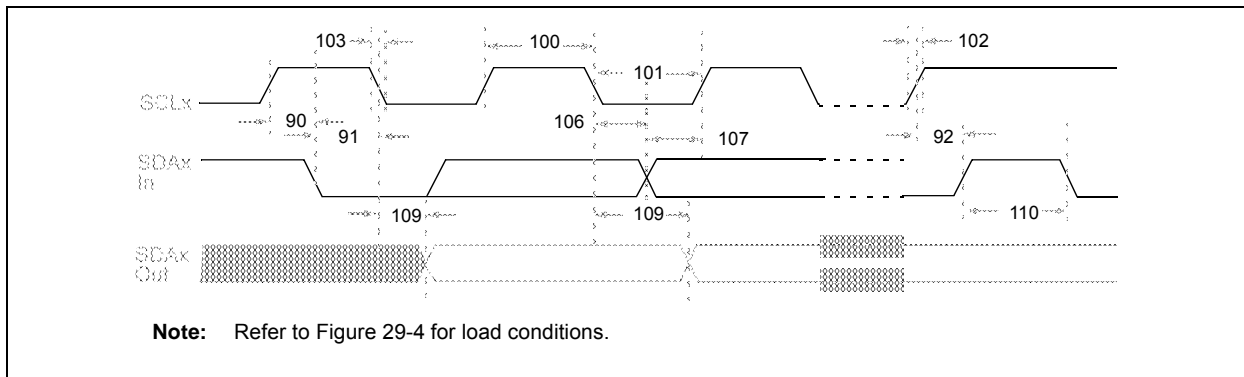 103
100
102
101
SCLx
90
91
106
107
92
SDAx
In
109
109
110
SDAx
Out
Note: Refer to Figure 29-4 for load conditions.